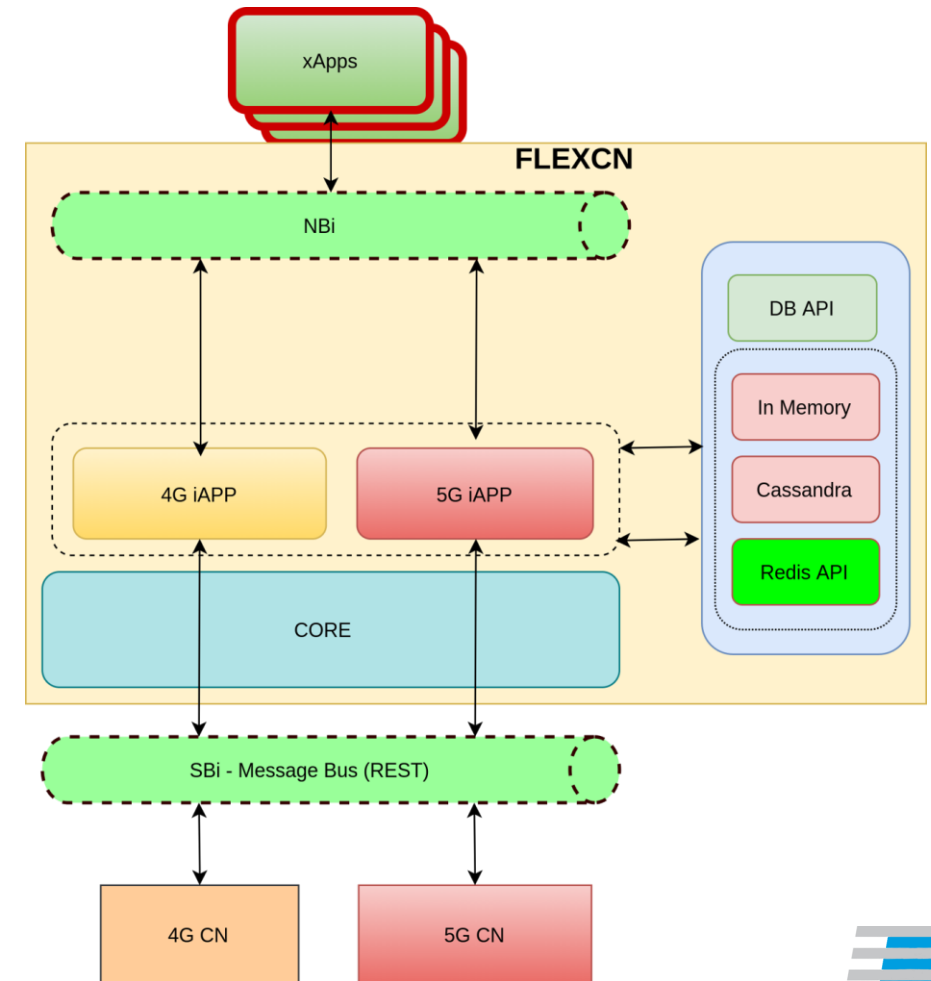 xApps
FLEXCN
NBi
DB API
In Memory
4G iAPP
5G iAPP
Cassandra
Redis API
CORE
SBi - Message Bus (REST)
4G CN
5G CN